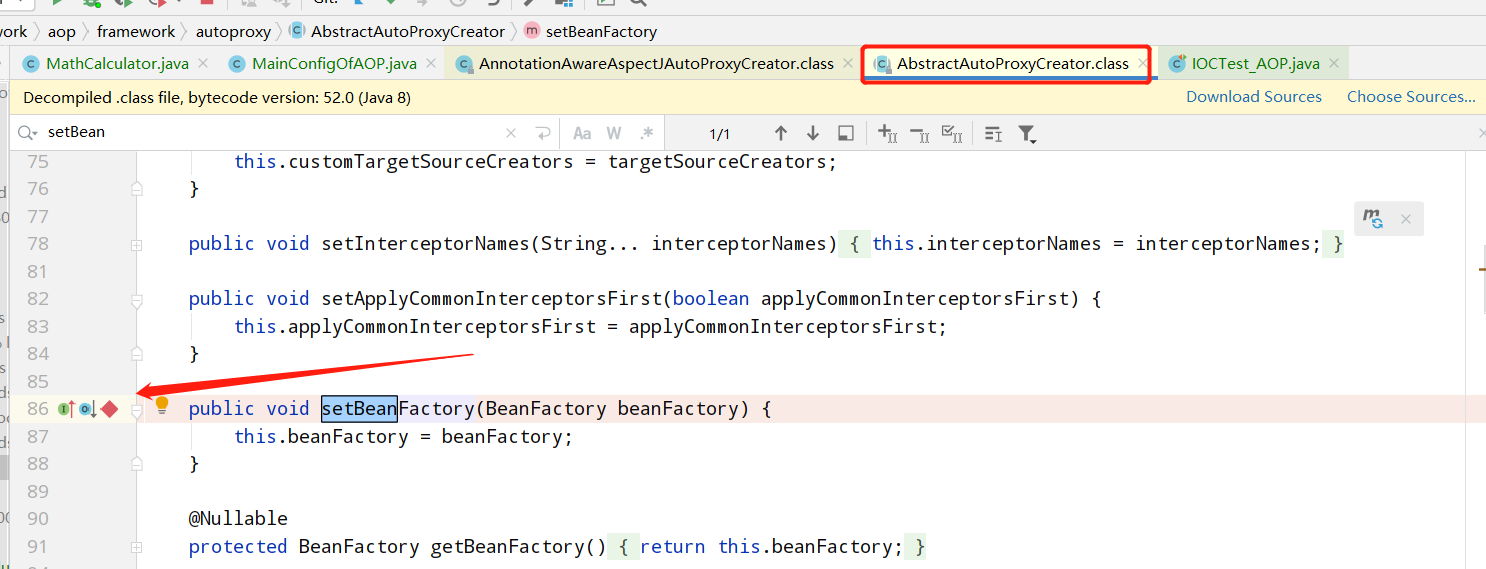 Git:
work aop framework autoproxy AbstractAutoProxyCreator m setBeanFactory
MathCalculator.java MainConfigOfAOP.java AnnotationAwareAspectJAutoProxyCreator.class AbstractAutoProxyCreator.class IOCTest_AOP.java
Decompiled .class file, bytecode version: 52.0 (Java 8) Download Sources Choose Sources...
setBean Aa W .* 1/1
75 this.customTargetSourceCreators = targetSourceCreators;
76 }
77
78 public void setInterceptorNames(String... interceptorNames) { this.interceptorNames = interceptorNames; }
81
82 public void setApplyCommonInterceptorsFirst(boolean applyCommonInterceptorsFirst) {
83 this.applyCommonInterceptorsFirst = applyCommonInterceptorsFirst;
84 }
85
86 public void setBeanFactory(BeanFactory beanFactory) {
87 this.beanFactory = beanFactory;
88 }
89
90 @Nullable
91 protected BeanFactory getBeanFactory() { return this.beanFactory; }